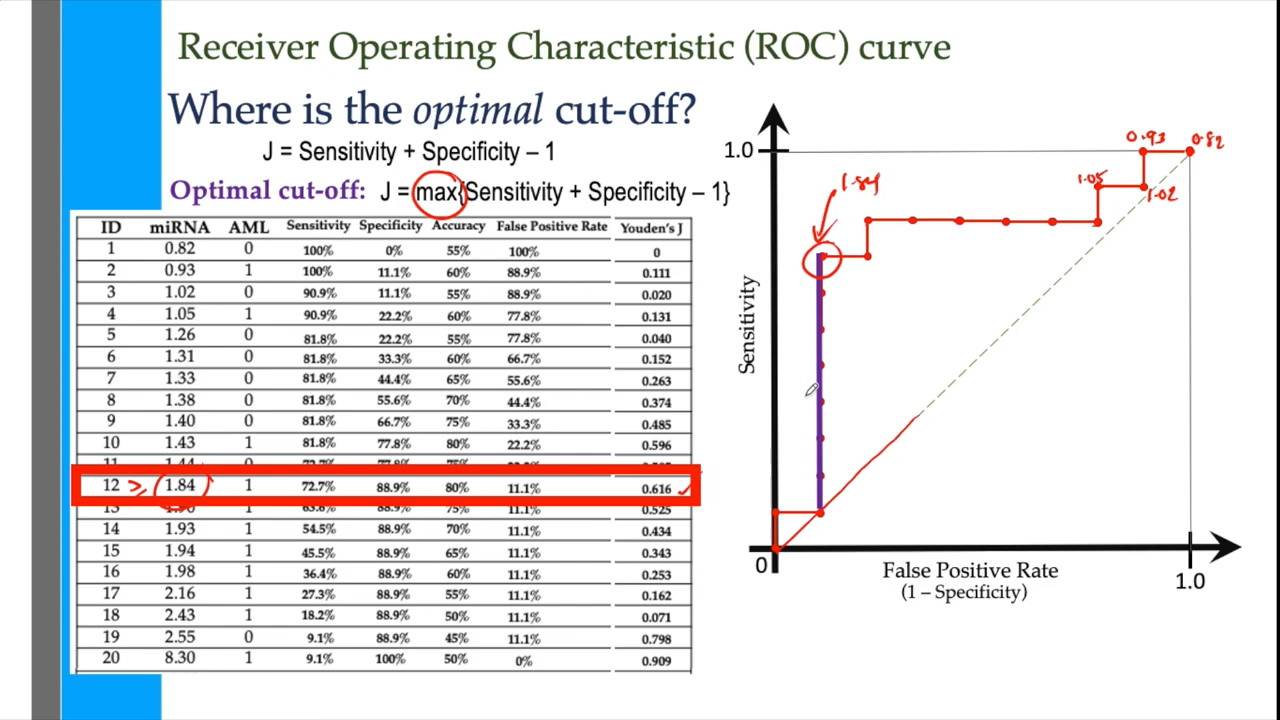 Receiver Operating Characteristic (ROC) curve
Where is the optimal cut-off?
J = Sensitivity + Specificity – 1
Optimal cut-off: J = max{Sensitivity + Specificity – 1}
ID miRNA AML Sensitivity Specificity Accuracy False Positive Rate Youden's J
1 0.82 0 100% 0% 55% 100% 0
2 0.93 1 100% 11.1% 60% 88.9% 0.111
3 1.02 0 90.9% 11.1% 55% 88.9% 0.020
4 1.05 1 90.9% 22.2% 60% 77.8% 0.131
5 1.26 0 81.8% 22.2% 55% 77.8% 0.040
6 1.31 0 81.8% 33.3% 60% 66.7% 0.152
7 1.33 0 81.8% 44.4% 65% 55.6% 0.263
8 1.38 0 81.8% 55.6% 70% 44.4% 0.374
9 1.40 0 81.8% 66.7% 75% 33.3% 0.485
10 1.43 1 81.8% 77.8% 80% 22.2% 0.596
12 ≥ (1.84) 1 72.7% 88.9% 80% 11.1% 0.616 ✓
13 1 63.6% 88.9% 75% 11.1% 0.525
14 1.93 1 54.5% 88.9% 70% 11.1% 0.434
15 1.94 1 45.5% 88.9% 65% 11.1% 0.343
16 1.98 1 36.4% 88.9% 60% 11.1% 0.253
17 2.16 1 27.3% 88.9% 55% 11.1% 0.162
18 2.43 1 18.2% 88.9% 50% 11.1% 0.071
19 2.55 0 9.1% 88.9% 45% 11.1% 0.798
20 8.30 1 9.1% 100% 50% 0% 0.909
0.93 0.82
1.0
1.84 1.05 1.02
Sensitivity
0
False Positive Rate
(1 – Specificity)
1.0